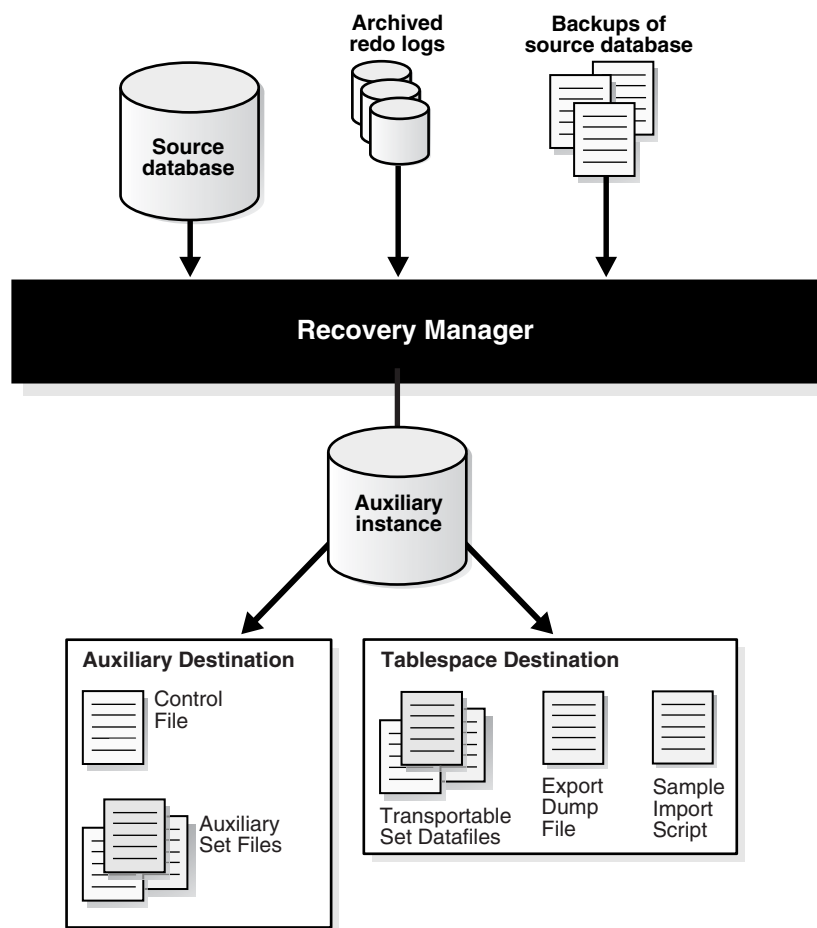 Archived
redo logs
Backups of
source database
Source
database
Recovery Manager
Auxiliary
instance
Auxiliary Destination
Control
File
Auxiliary
Set Files
Tablespace Destination
Transportable
Set Datafiles
Export
Dump
File
Sample
Import
Script